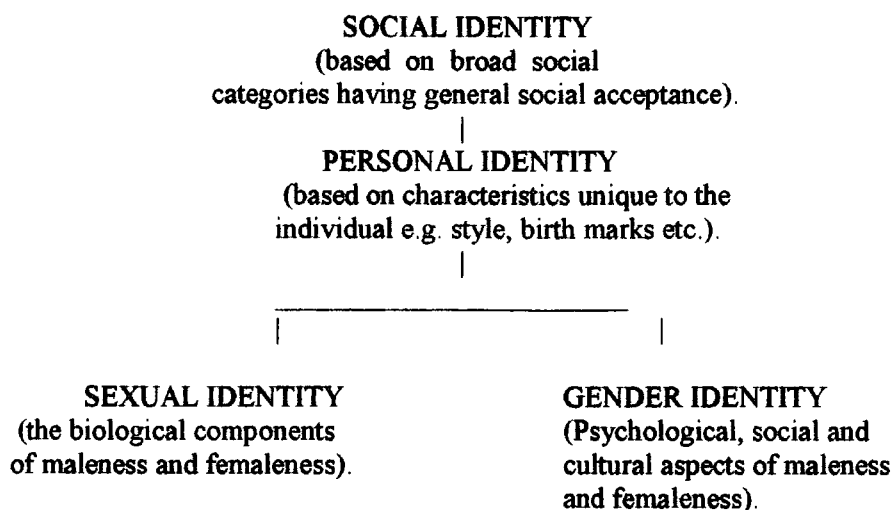 SOCIAL IDENTITY
(based on broad social
categories having general social acceptance).
PERSONAL IDENTITY
(based on characteristics unique to the
individual e.g. style, birth marks etc.).
SEXUAL IDENTITY
(the biological components
of maleness and femaleness).
GENDER IDENTITY
(Psychological, social and
cultural aspects of maleness
and femaleness).